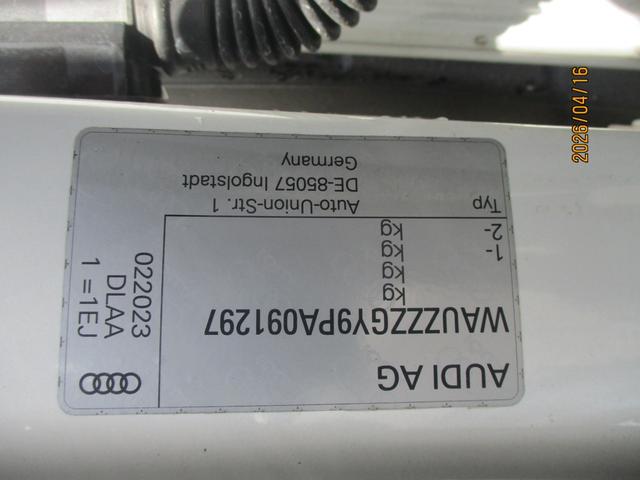 AUDI AG
WAUZZZGY9PA091297
kg
kg
1- kg
2- kg
Typ
Auto-Union-Str. 1
DE-85057 Ingolstadt
Germany
1 =1EJ
DLAA
022023
2026/04/16